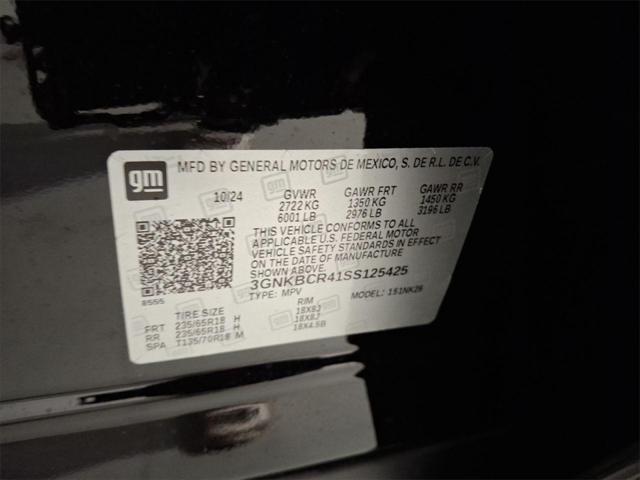 gm
MFD BY GENERAL MOTORS DE MEXICO, S. DE R.L. DE C.V.
10/24 GVWR GAWR FRT GAWR RR
2722 KG 1350 KG 1450 KG
6001 LB 2976 LB 3196 LB
THIS VEHICLE CONFORMS TO ALL
APPLICABLE U.S. FEDERAL MOTOR
VEHICLE SAFETY STANDARDS IN EFFECT
ON THE DATE OF MANUFACTURE
SHOWN ABOVE.
3GNKBCR41SS125425
8555 TYPE: MPV MODEL: 151NK26
TIRE SIZE RIM
FRT 235/65R18 H 18X8J
RR 235/65R18 H 18X8J
SPA T135/70R18 M 18X4.5B